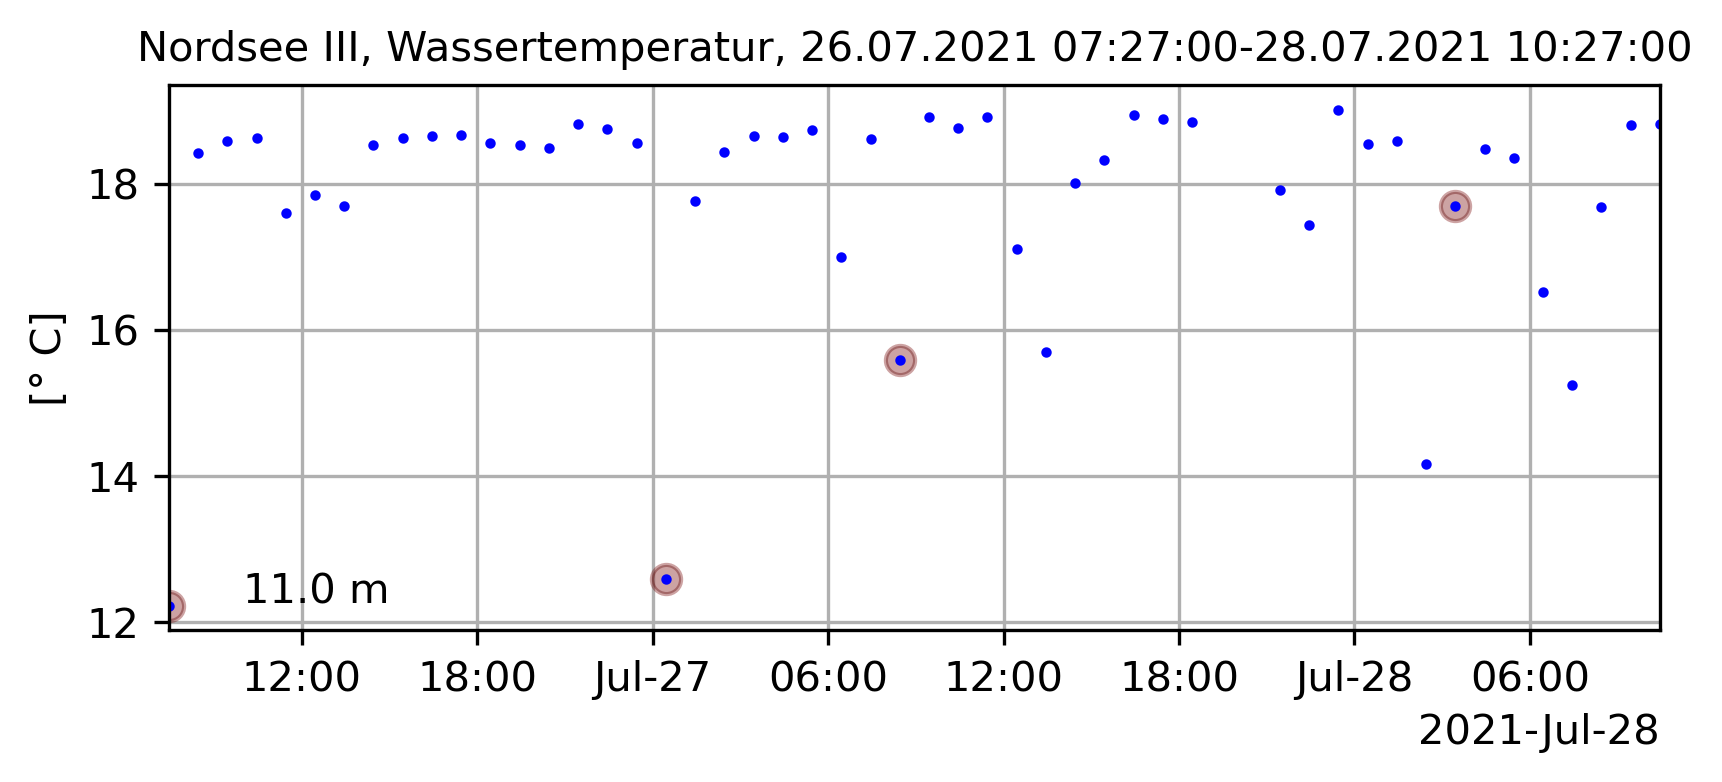 Nordsee III, Wassertemperatur, 26.07.2021 07:27:00-28.07.2021 10:27:00
[° C]
18
16
14
12
11.0 m
12:00 18:00 Jul-27 06:00 12:00 18:00 Jul-28 06:00
2021-Jul-28